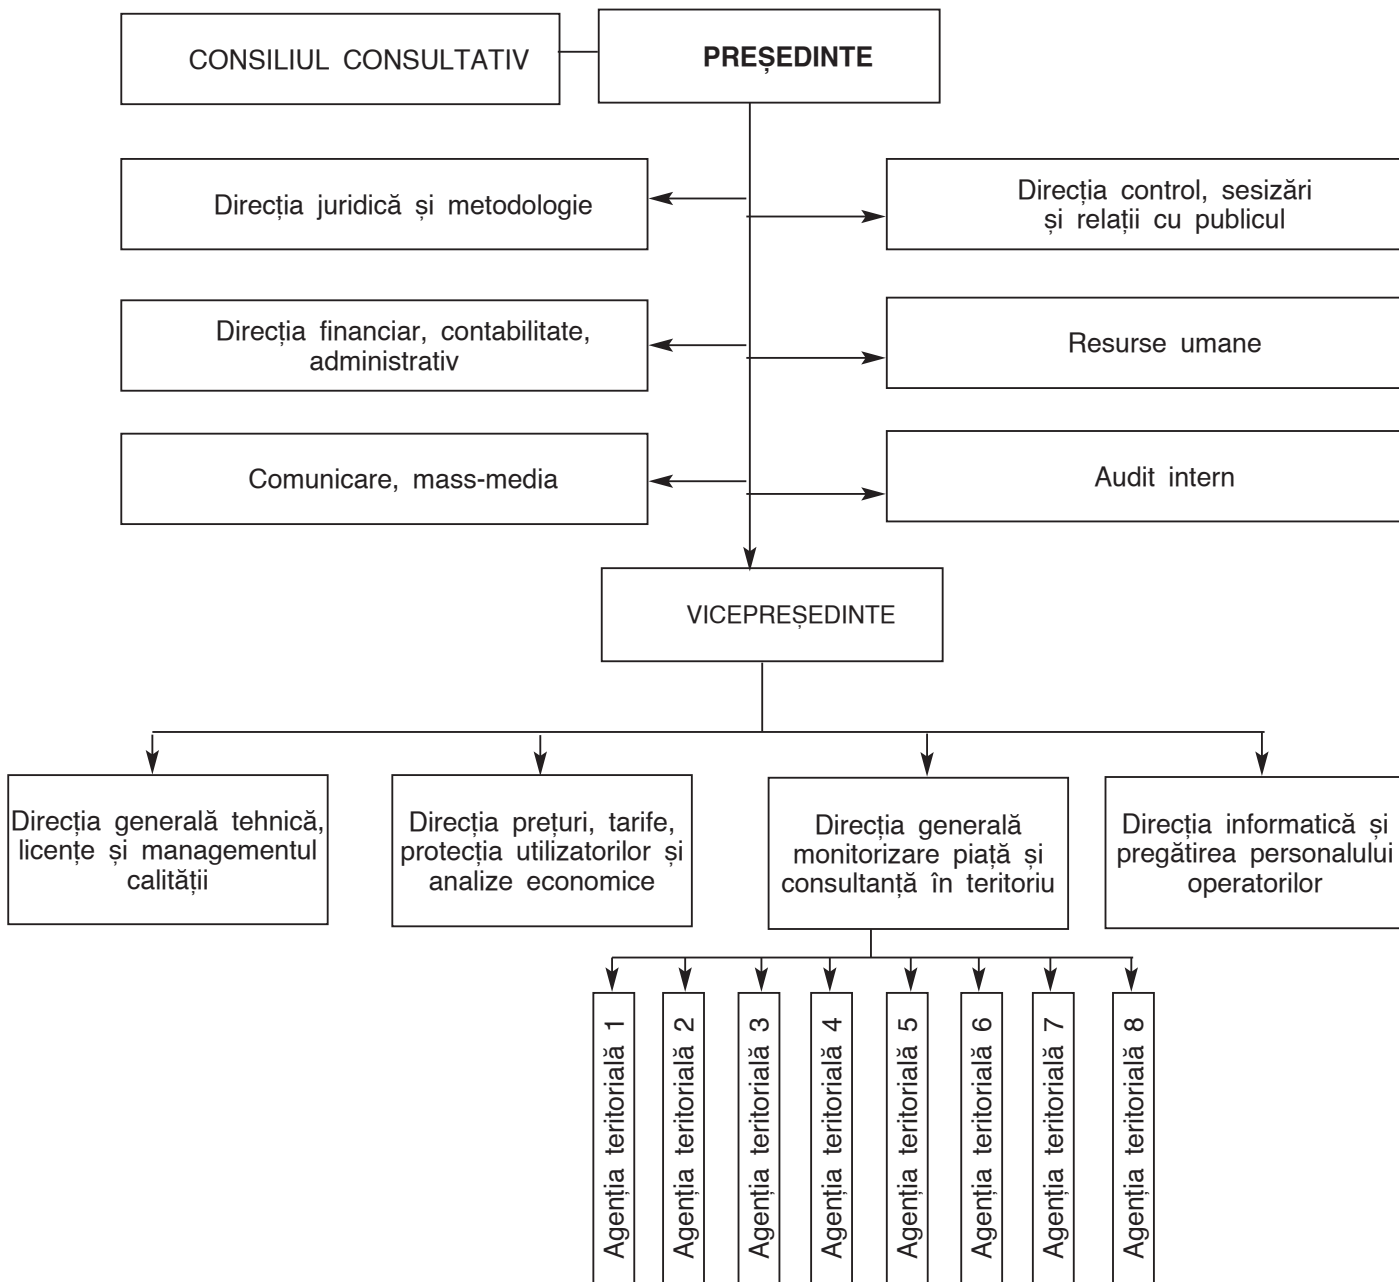 CONSILIUL CONSULTATIV
PREȘEDINTE
Direcția juridică și metodologie
Direcția control, sesizări
și relații cu publicul
Direcția financiar, contabilitate,
administrativ
Resurse umane
Comunicare, mass-media
Audit intern
VICEPREȘEDINTE
Direcția generală tehnică,
licențe și managementul
calității
Direcția prețuri, tarife,
protecția utilizatorilor și
analize economice
Direcția generală
monitorizare piață și
consultanță în teritoriu
Direcția informatică și
pregătirea personalului
operatorilor
Agenția teritorială 1
Agenția teritorială 2
Agenția teritorială 3
Agenția teritorială 4
Agenția teritorială 5
Agenția teritorială 6
Agenția teritorială 7
Agenția teritorială 8